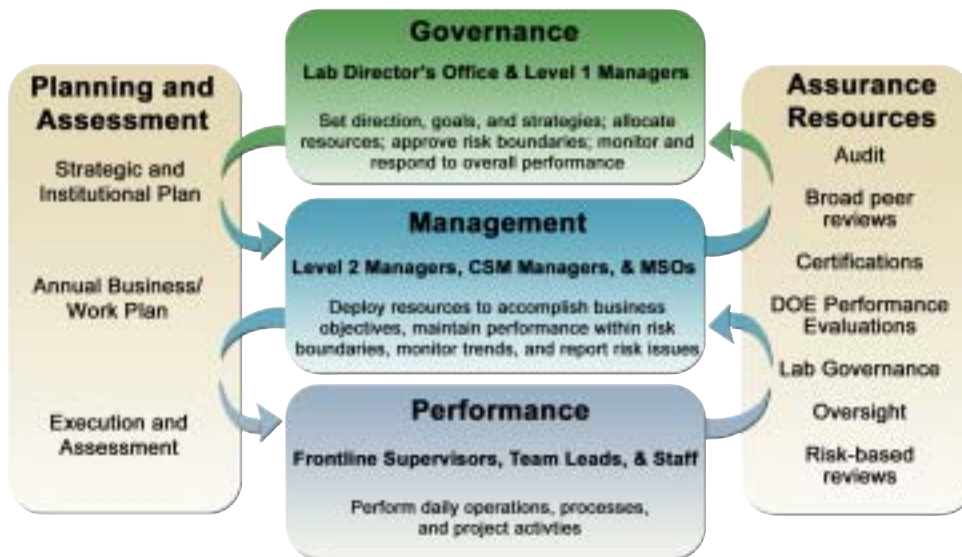 Planning and
Assessment
Strategic and
Institutional Plan
Annual Business/
Work Plan
Execution and
Assessment
Governance
Lab Director's Office & Level 1 Managers
Set direction, goals, and strategies; allocate
resources; approve risk boundaries; monitor and
respond to overall performance
Management
Level 2 Managers, CSM Managers, & MSOs
Deploy resources to accomplish business
objectives, maintain performance within risk
boundaries, monitor trends, and report risk issues
Performance
Frontline Supervisors, Team Leads, & Staff
Perform daily operations, processes,
and project activties
Assurance
Resources
Audit
Broad peer
reviews
Certifications
DOE Performance
Evaluations
Lab Governance
Oversight
Risk-based
reviews